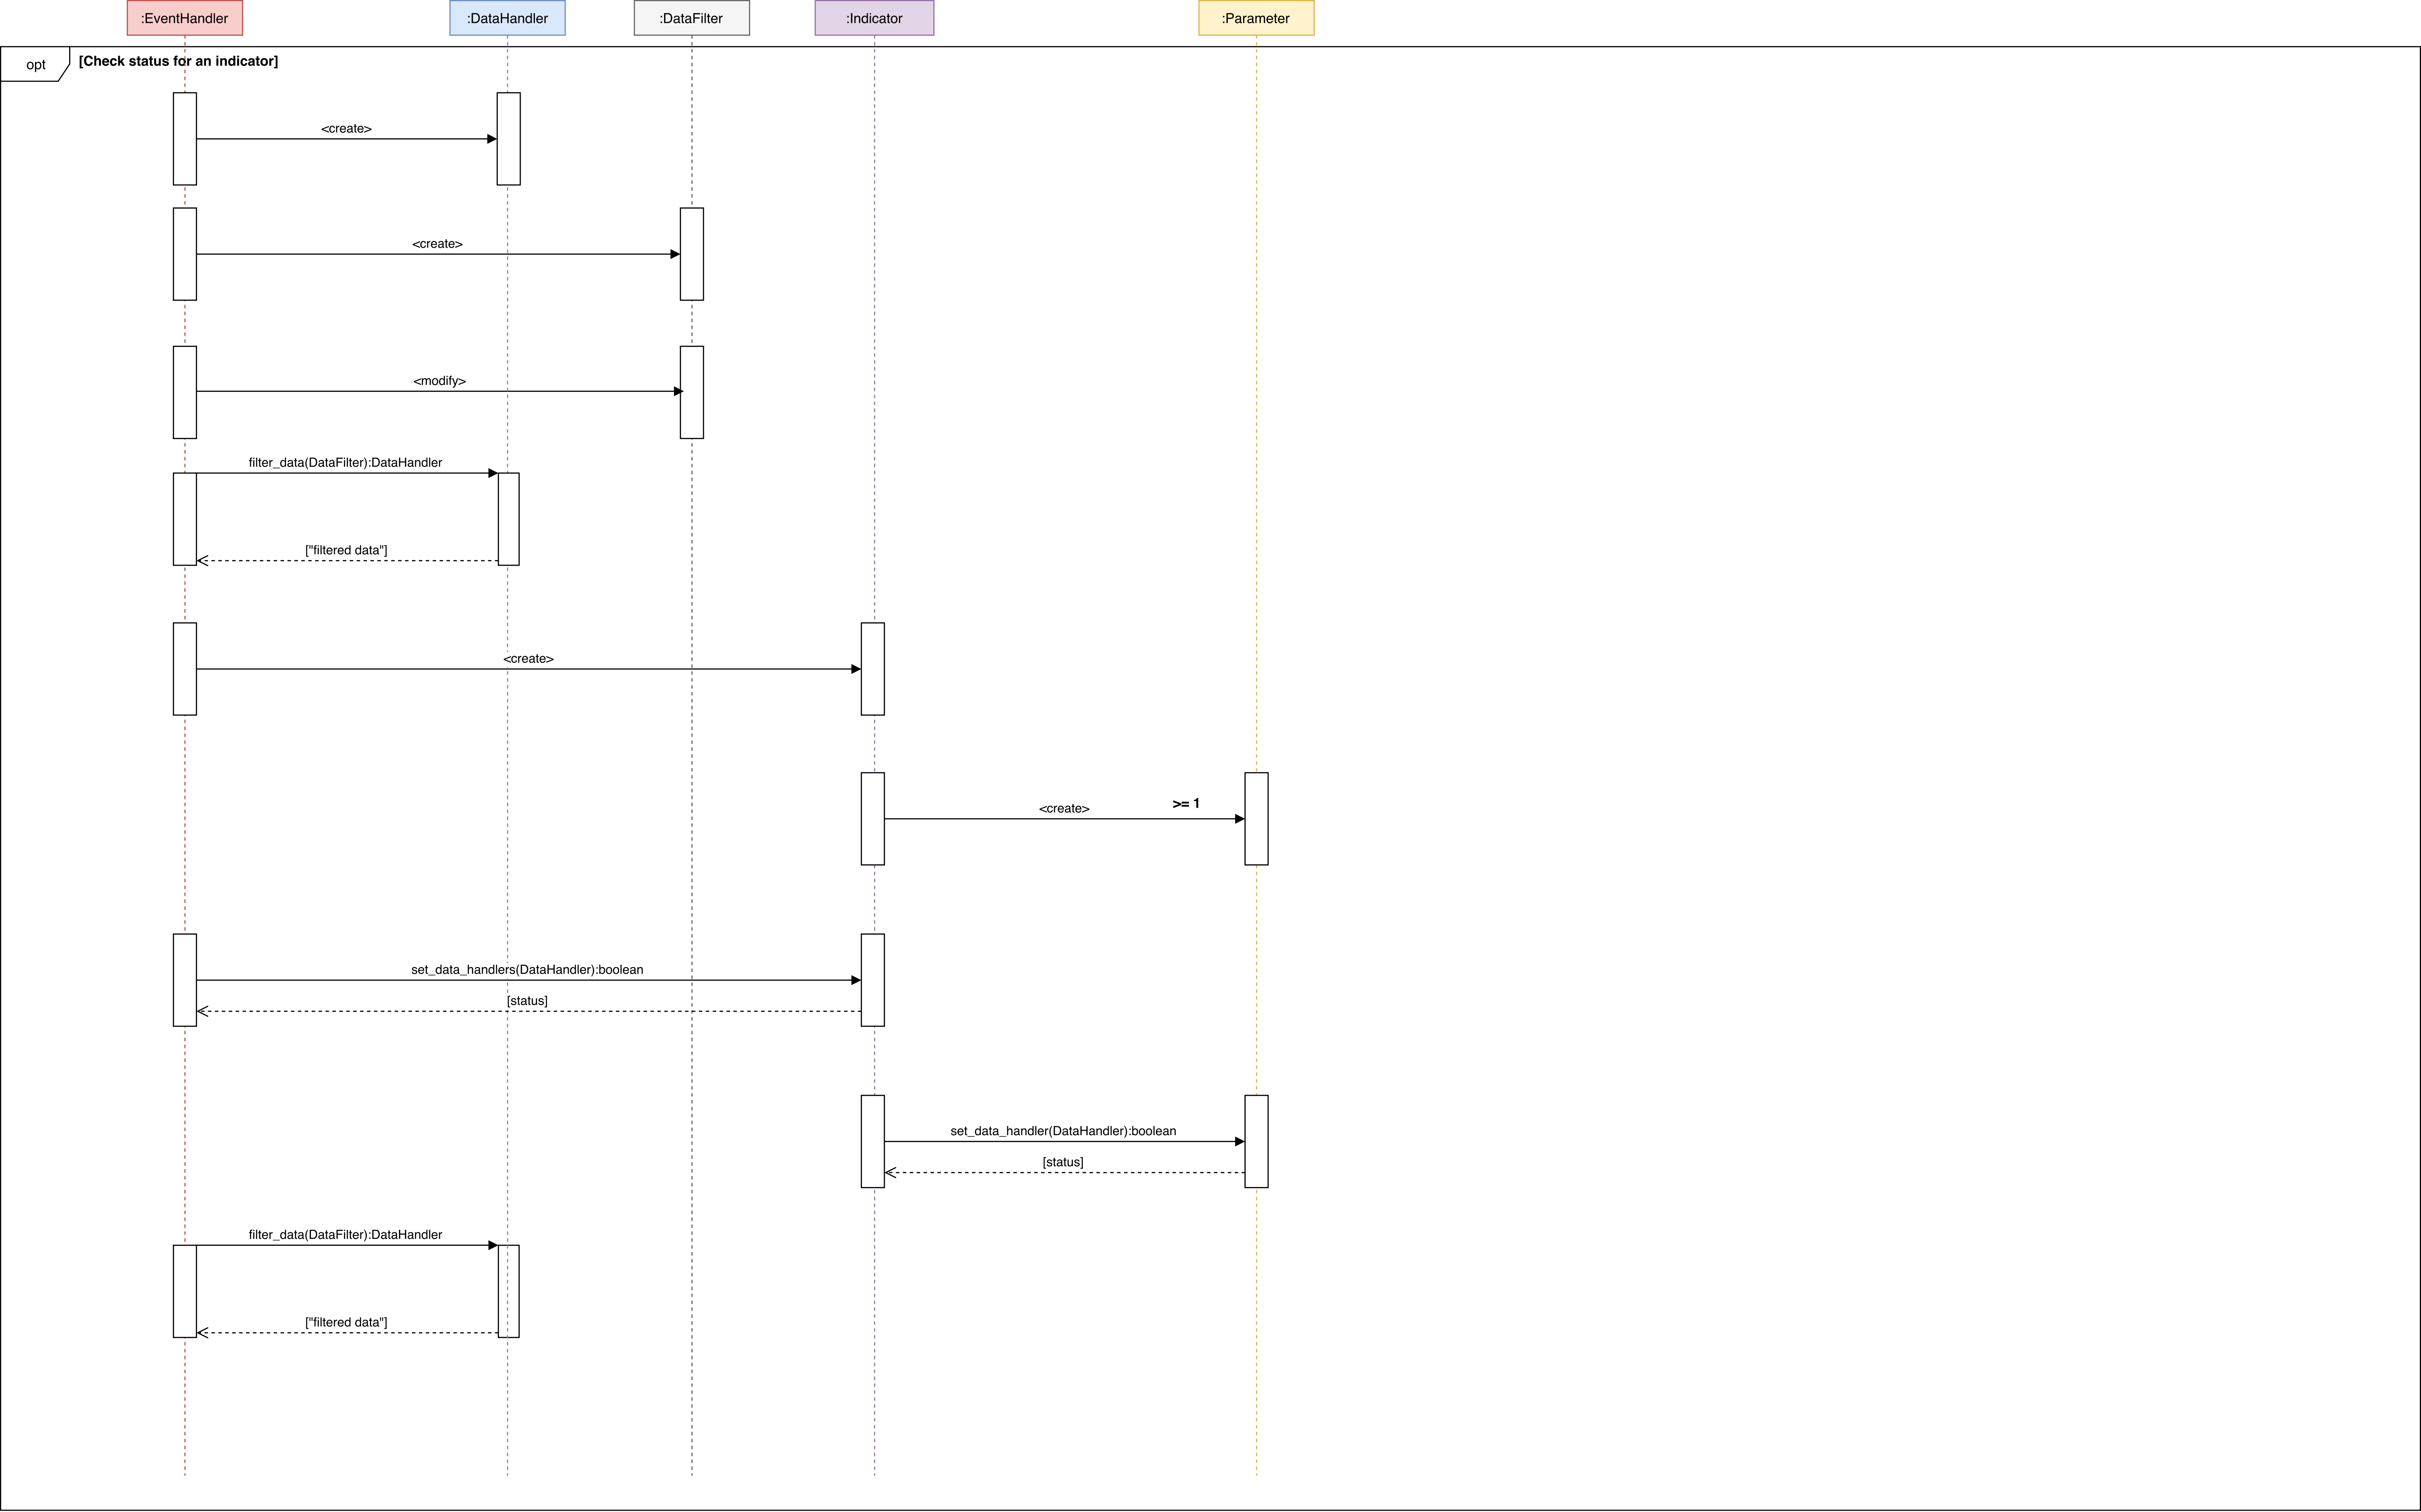 :EventHandler
:DataHandler
:DataFilter
:Indicator
:Parameter
opt
[Check status for an indicator]
<create>
<create>
<modify>
filter_data(DataFilter):DataHandler
["filtered data"]
<create>
>= 1
<create>
set_data_handlers(DataHandler):boolean
[status]
set_data_handler(DataHandler):boolean
[status]
filter_data(DataFilter):DataHandler
["filtered data"]